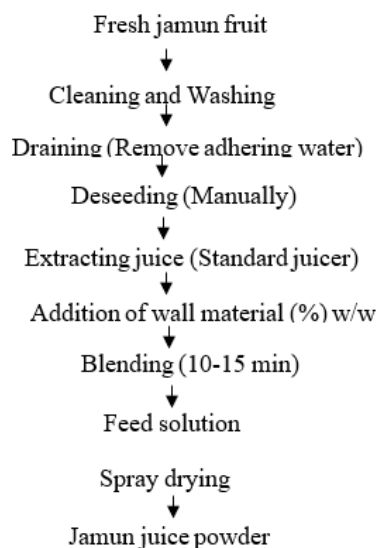 Fresh jamun fruit
Cleaning and Washing
Draining (Remove adhering water)
Deseeding (Manually)
Extracting juice (Standard juicer)
Addition of wall material (%) w/w
Blending (10-15 min)
Feed solution
Spray drying
Jamun juice powder